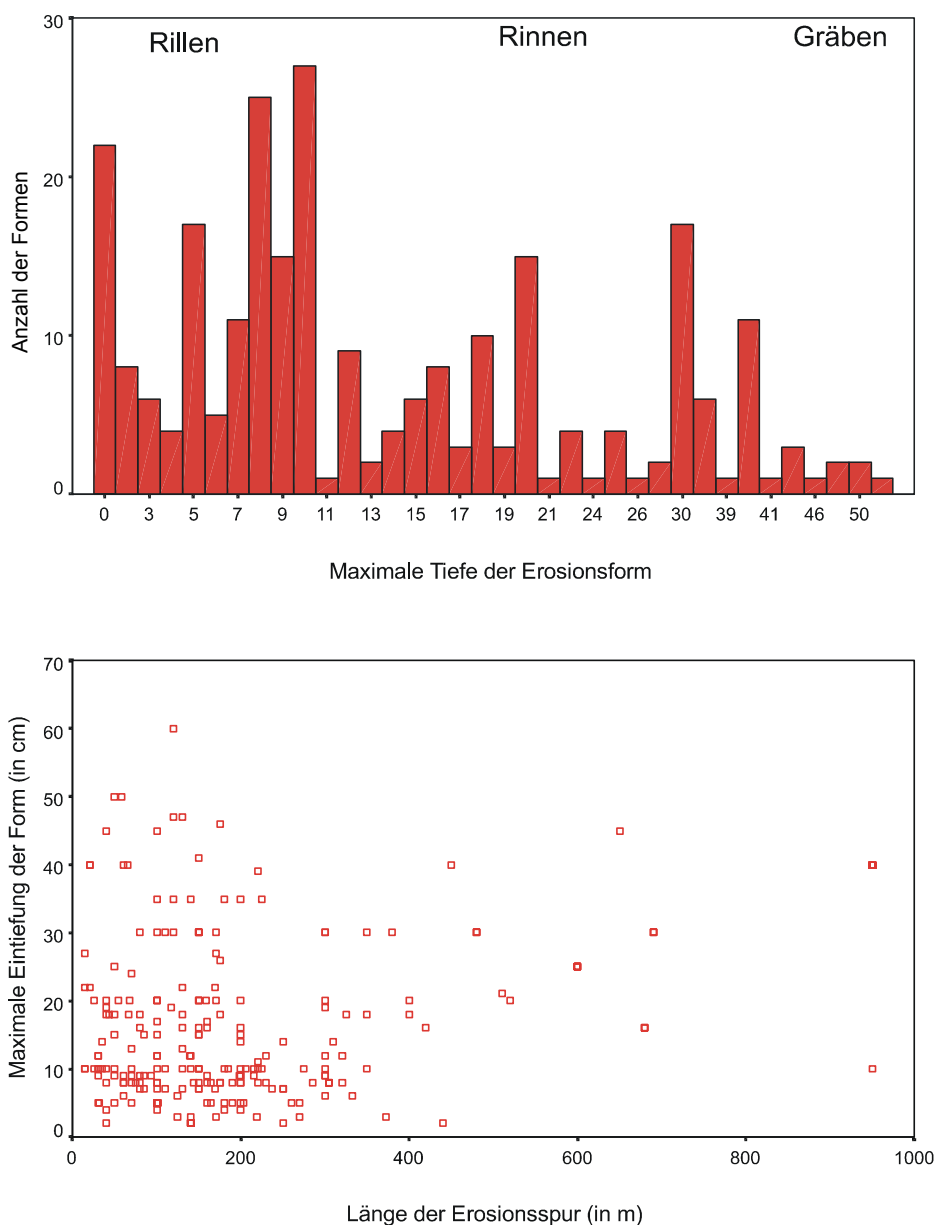 30
Rillen
Rinnen
Gräben
20
10
0
Anzahl der Formen
0 3 5 7 9 11 13 15 17 19 21 24 26 30 39 41 46 50
Maximale Tiefe der Erosionsform
70
60
50
40
30
20
10
0
Maximale Eintiefung der Form (in cm)
0 200 400 600 800 1000
Länge der Erosionsspur (in m)